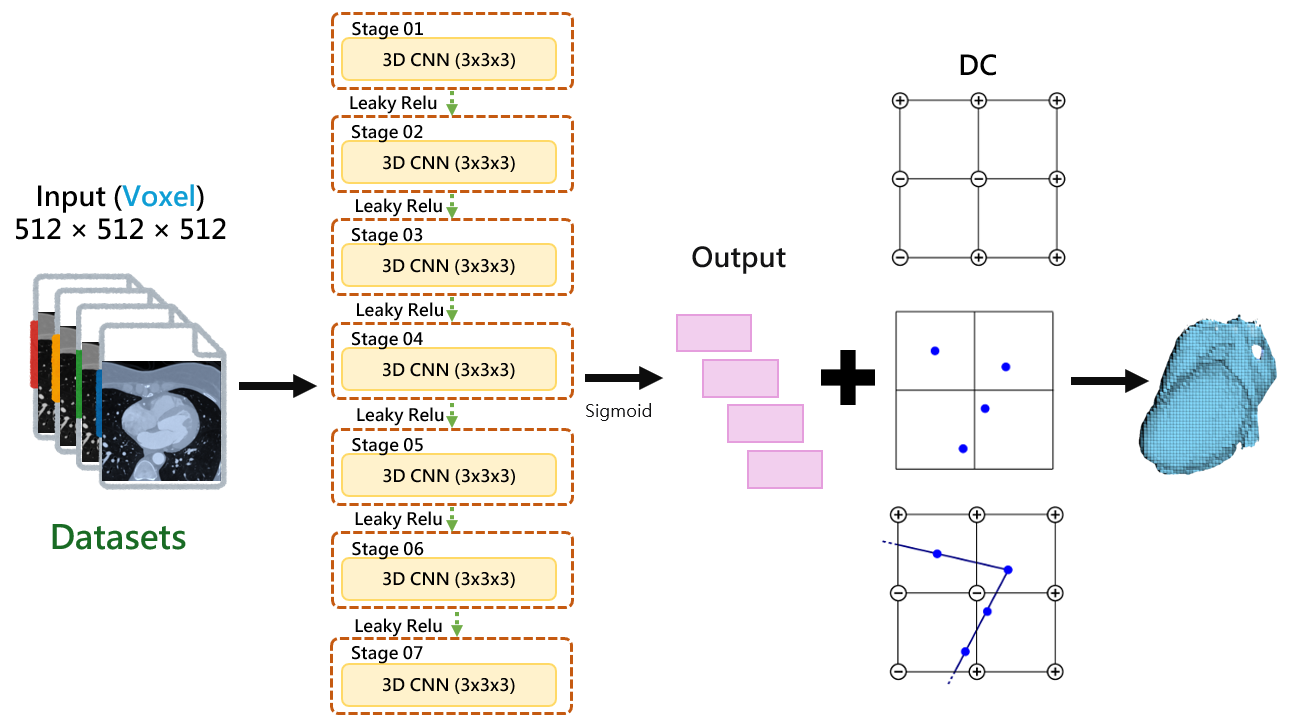 Input (Voxel)
512 × 512 × 512
Datasets
Stage 01
3D CNN (3x3x3)
Leaky Relu
Stage 02
3D CNN (3x3x3)
Leaky Relu
Stage 03
3D CNN (3x3x3)
Leaky Relu
Stage 04
3D CNN (3x3x3)
Leaky Relu
Stage 05
3D CNN (3x3x3)
Leaky Relu
Stage 06
3D CNN (3x3x3)
Leaky Relu
Stage 07
3D CNN (3x3x3)
Sigmoid
Output
DC
+ + +
− − +
− + +
+ + +
− − +
− + +